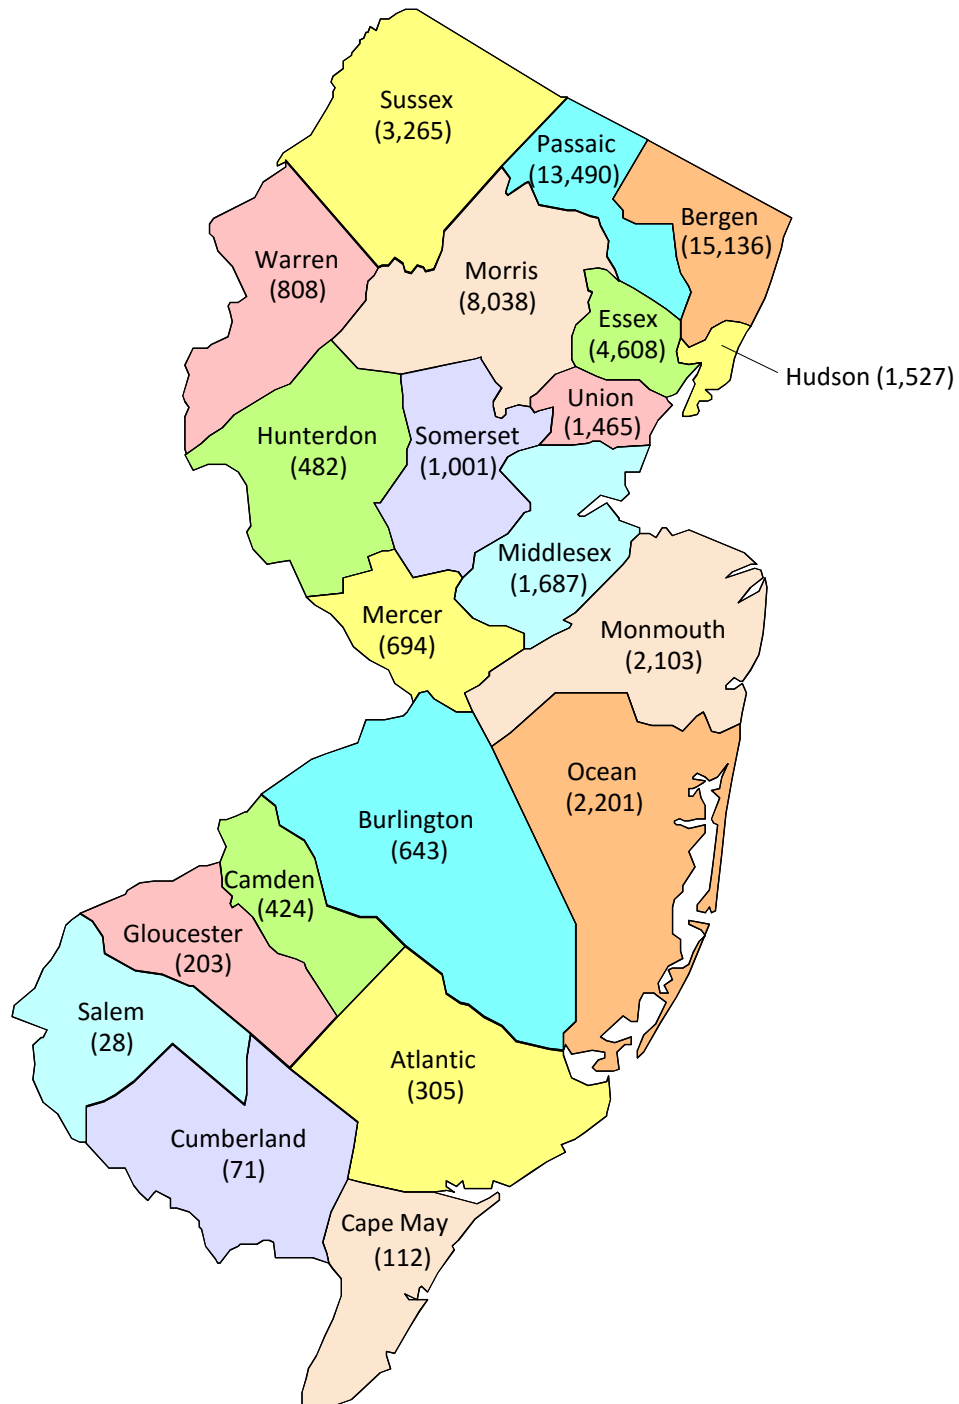 Sussex
(3,265)
Passaic
(13,490)
Bergen
(15,136)
Warren
(808)
Morris
(8,038)
Essex
(4,608)
Hudson (1,527)
Union
(1,465)
Hunterdon
(482)
Somerset
(1,001)
Middlesex
(1,687)
Mercer
(694)
Monmouth
(2,103)
Ocean
(2,201)
Burlington
(643)
Camden
(424)
Gloucester
(203)
Salem
(28)
Atlantic
(305)
Cumberland
(71)
Cape May
(112)